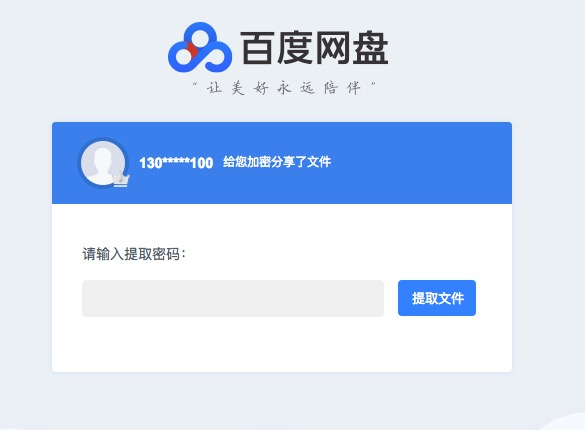 百度网盘
“让美好永远陪伴”
130*****100 给您加密分享了文件
请输入提取密码：
提取文件